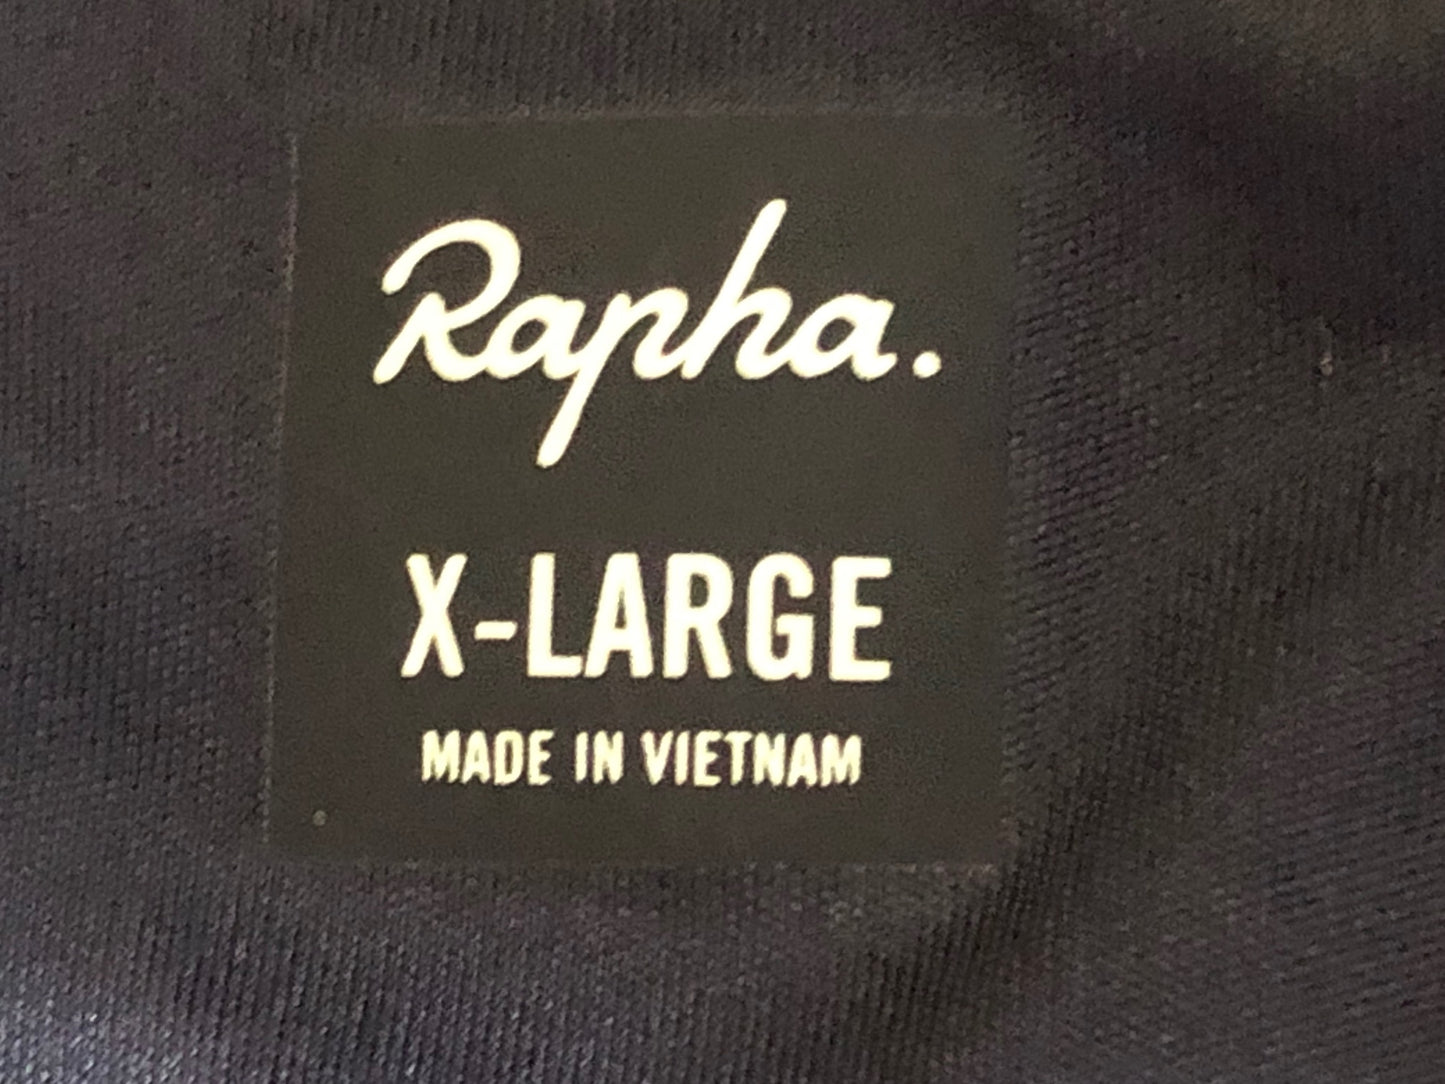 Rapha.
X-LARGE
MADE IN VIETNAM